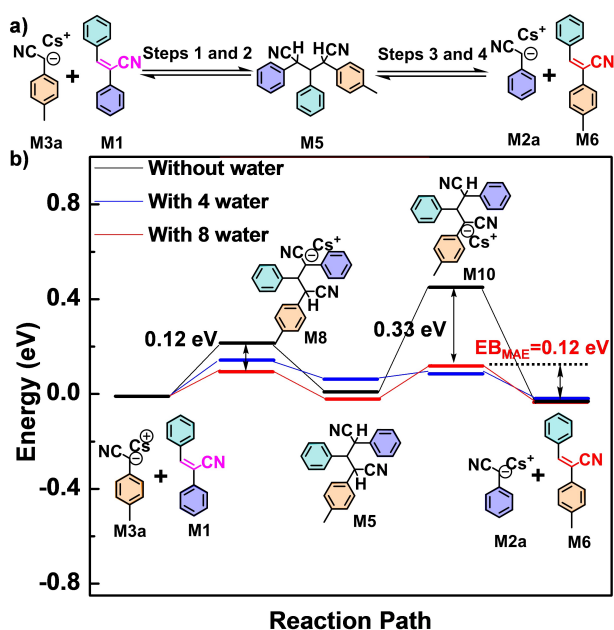 a)
Cs⁺
NC
⊖
+
CN
Steps 1 and 2
NC H H CN
Steps 3 and 4
Cs⁺
NC
⊖
+
CN
M3a
M1
M5
M2a
M6
b)
Without water
With 4 water
With 8 water
NC H
CN
⊖ Cs⁺
M10
Cs⁺
NC ⊖
CN
H
M8
0.12 eV
0.33 eV
EBMAE=0.12 eV
0.8
0.4
0.0
-0.4
-0.8
Energy (eV)
Cs⊕
NC
⊖
+
CN
M3a
M1
NC H
CN
H
M5
Cs⁺
NC
⊖
+
CN
M2a
M6
Reaction Path